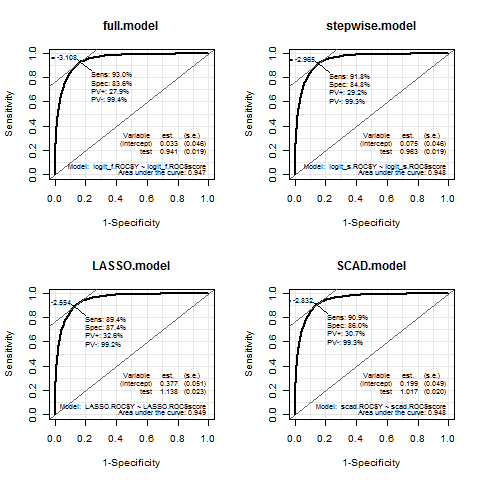 full.model
1.0
0.8
0.6
0.4
0.2
0.0
Sensitivity
-3.108
Sens: 93.0%
Spec: 83.6%
PV+: 27.9%
PV-: 99.4%
Variable est. (s.e.)
(Intercept) 0.033 (0.046)
test 0.941 (0.019)
Model: logit_f.ROC$Y ~ logit_f.ROC$score
Area under the curve: 0.947
0.0 0.2 0.4 0.6 0.8 1.0
1-Specificity
stepwise.model
1.0
0.8
0.6
0.4
0.2
0.0
Sensitivity
-2.965
Sens: 91.8%
Spec: 84.8%
PV+: 29.2%
PV-: 99.3%
Variable est. (s.e.)
(Intercept) 0.075 (0.046)
test 0.963 (0.019)
Model: logit_s.ROC$Y ~ logit_s.ROC$score
Area under the curve: 0.948
0.0 0.2 0.4 0.6 0.8 1.0
1-Specificity
LASSO.model
1.0
0.8
0.6
0.4
0.2
0.0
Sensitivity
-2.554
Sens: 89.4%
Spec: 87.4%
PV+: 32.6%
PV-: 99.2%
Variable est. (s.e.)
(Intercept) 0.377 (0.051)
test 1.138 (0.023)
Model: LASSO.ROC$Y ~ LASSO.ROC$score
Area under the curve: 0.949
0.0 0.2 0.4 0.6 0.8 1.0
1-Specificity
SCAD.model
1.0
0.8
0.6
0.4
0.2
0.0
Sensitivity
-2.832
Sens: 90.9%
Spec: 86.0%
PV+: 30.7%
PV-: 99.3%
Variable est. (s.e.)
(Intercept) 0.199 (0.049)
test 1.017 (0.020)
Model: scad.ROC$Y ~ scad.ROC$score
Area under the curve: 0.948
0.0 0.2 0.4 0.6 0.8 1.0
1-Specificity